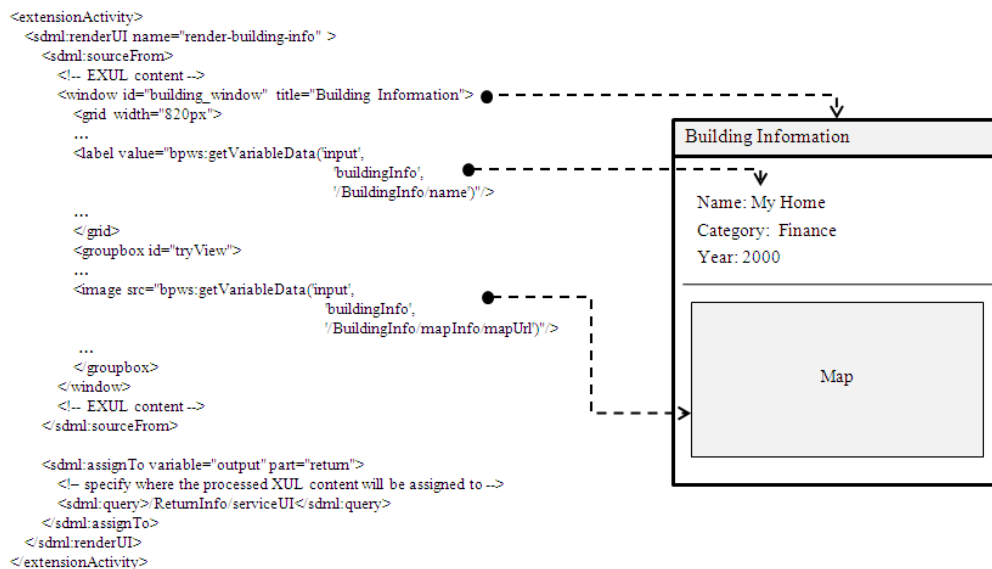 <extensionActivity>
<sdml:renderUI name="render-building-info" >
<sdml:sourceFrom>
<!-- EXUL content -->
<window id="building_window" title="Building Information">
<grid width="820px">
...
<label value="bpws:getVariableData('input',
'buildingInfo',
'/BuildingInfo/name')"/>
...
</grid>
<groupbox id="tryView">
...
<image src="bpws:getVariableData('input',
'buildingInfo',
'/BuildingInfo/mapInfo/mapUrl')"/>
...
</groupbox>
</window>
<!-- EXUL content -->
</sdml:sourceFrom>
<sdml:assignTo variable="output" part="return">
<!– specify where the processed XUL content will be assigned to -->
<sdml:query>/ReturnInfo/serviceUI</sdml:query>
</sdml:assignTo>
</sdml:renderUI>
</extensionActivity>
Building Information
Name: My Home
Category: Finance
Year: 2000
Map